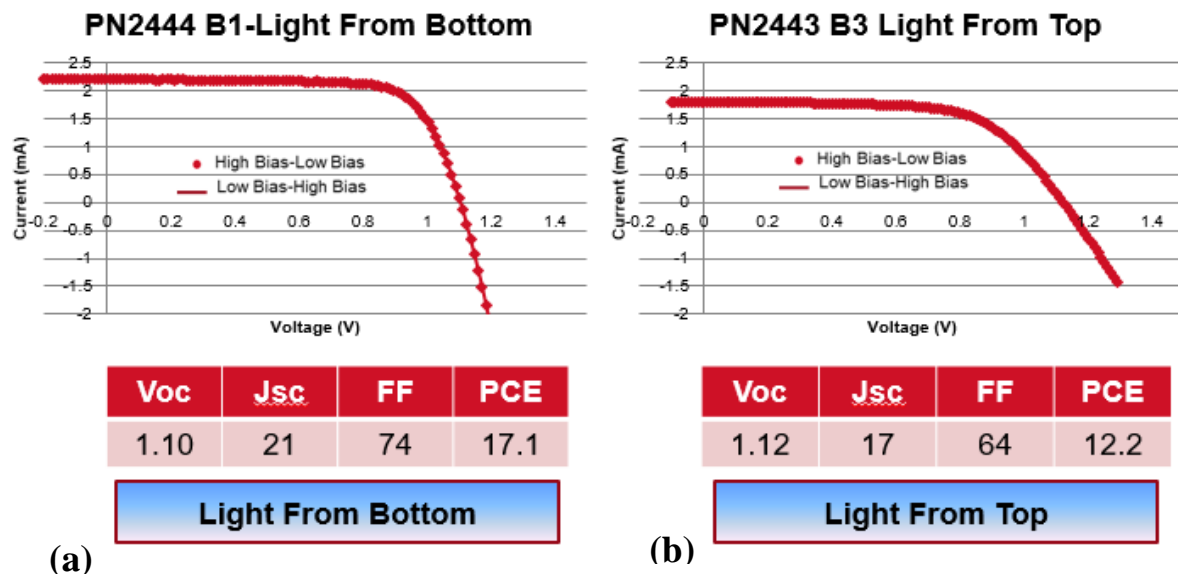 PN2444 B1-Light From Bottom
2.5
2
1.5
1
0.5
0
-0.5
-1
-1.5
-2
-0.2 0 0.2 0.4 0.6 0.8 1 1.2 1.4
Current (mA)
Voltage (V)
High Bias-Low Bias
Low Bias-High Bias
Voc Jsc FF PCE
1.10 21 74 17.1
Light From Bottom
(a)
PN2443 B3 Light From Top
2.5
2
1.5
1
0.5
0
-0.5
-1
-1.5
-2
-0.2 0 0.2 0.4 0.6 0.8 1 1.2 1.4
Current (mA)
Voltage (V)
High Bias-Low Bias
Low Bias-High Bias
Voc Jsc FF PCE
1.12 17 64 12.2
Light From Top
(b)